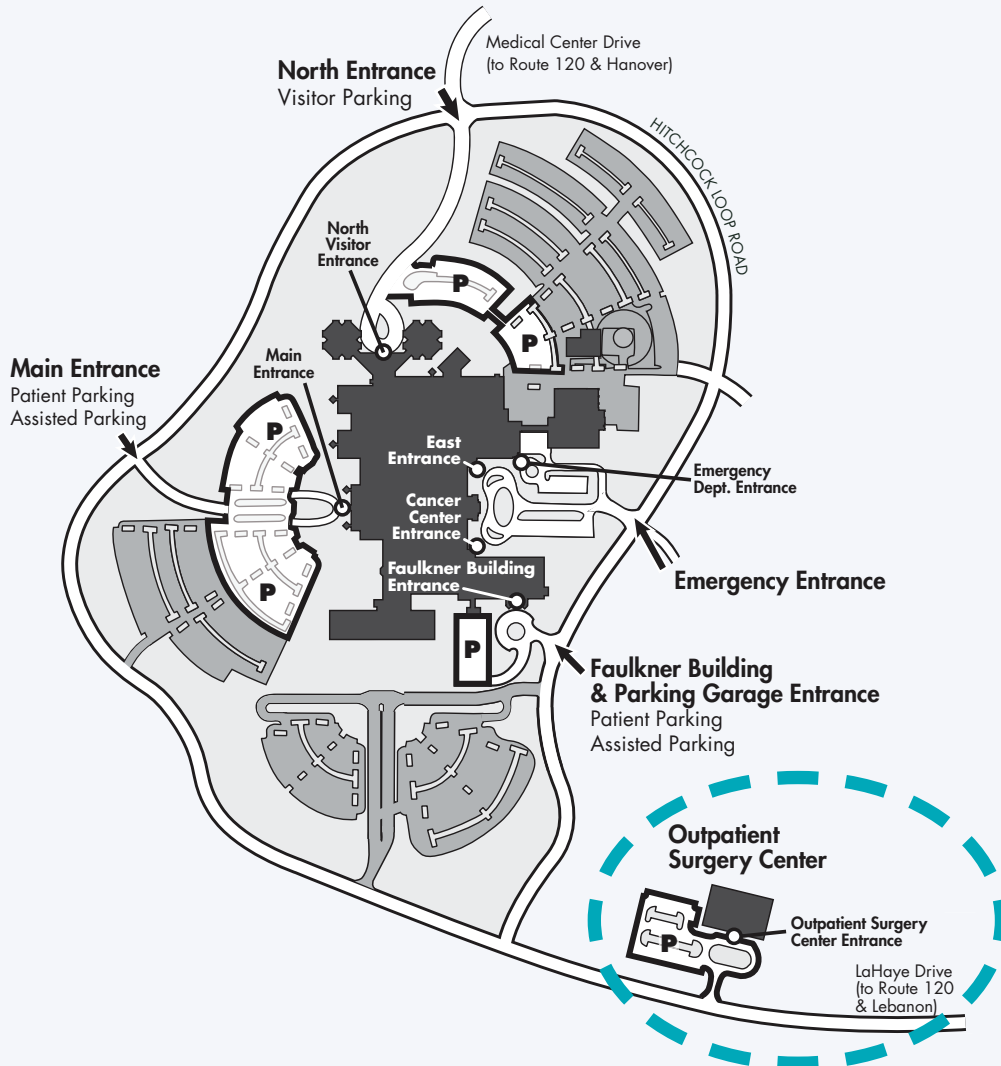 Medical Center Drive
(to Route 120 & Hanover)
North Entrance
Visitor Parking
HITCHCOCK LOOP ROAD
North
Visitor
Entrance
P
P
Main Entrance
Patient Parking
Assisted Parking
Main
Entrance
P
East
Entrance
Emergency
Dept. Entrance
Cancer
Center
Entrance
Emergency Entrance
Faulkner Building
Entrance
P
P
Faulkner Building
& Parking Garage Entrance
Patient Parking
Assisted Parking
Outpatient
Surgery Center
Outpatient Surgery
Center Entrance
P
LaHaye Drive
(to Route 120
& Lebanon)